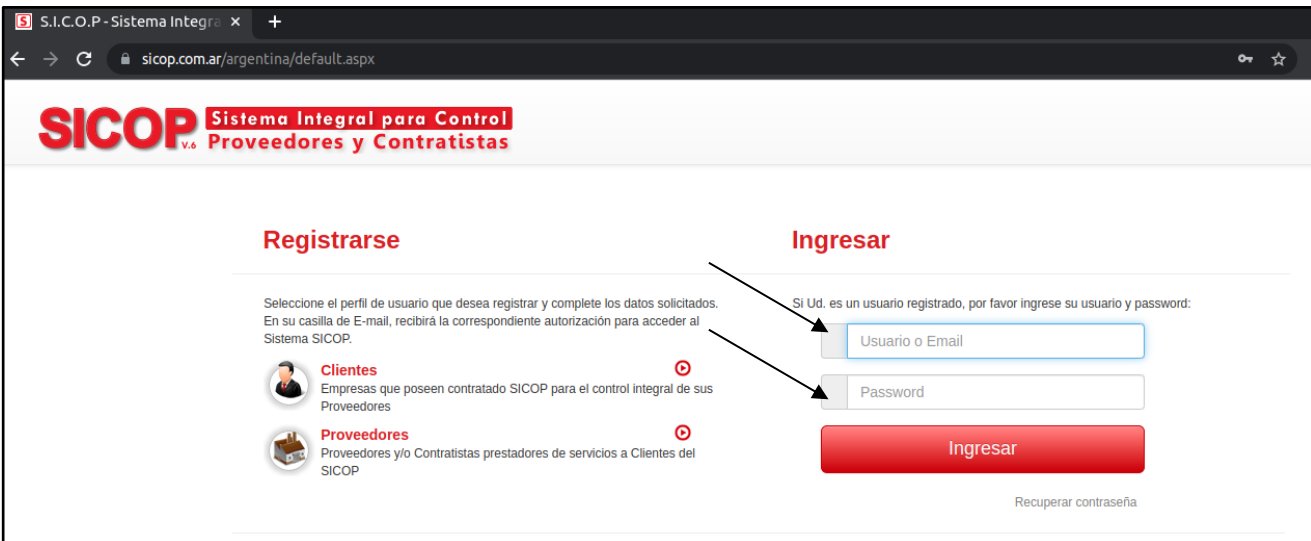 S.I.C.O.P - Sistema Integra
sicop.com.ar/argentina/default.aspx
SICOP V.6
Sistema Integral para Control
Proveedores y Contratistas
Registrarse
Seleccione el perfil de usuario que desea registrar y complete los datos solicitados.
En su casilla de E-mail, recibirá la correspondiente autorización para acceder al
Sistema SICOP.
Clientes
Empresas que poseen contratado SICOP para el control integral de sus
Proveedores
Proveedores
Proveedores y/o Contratistas prestadores de servicios a Clientes del
SICOP
Ingresar
Si Ud. es un usuario registrado, por favor ingrese su usuario y password:
Usuario o Email
Password
Ingresar
Recuperar contraseña